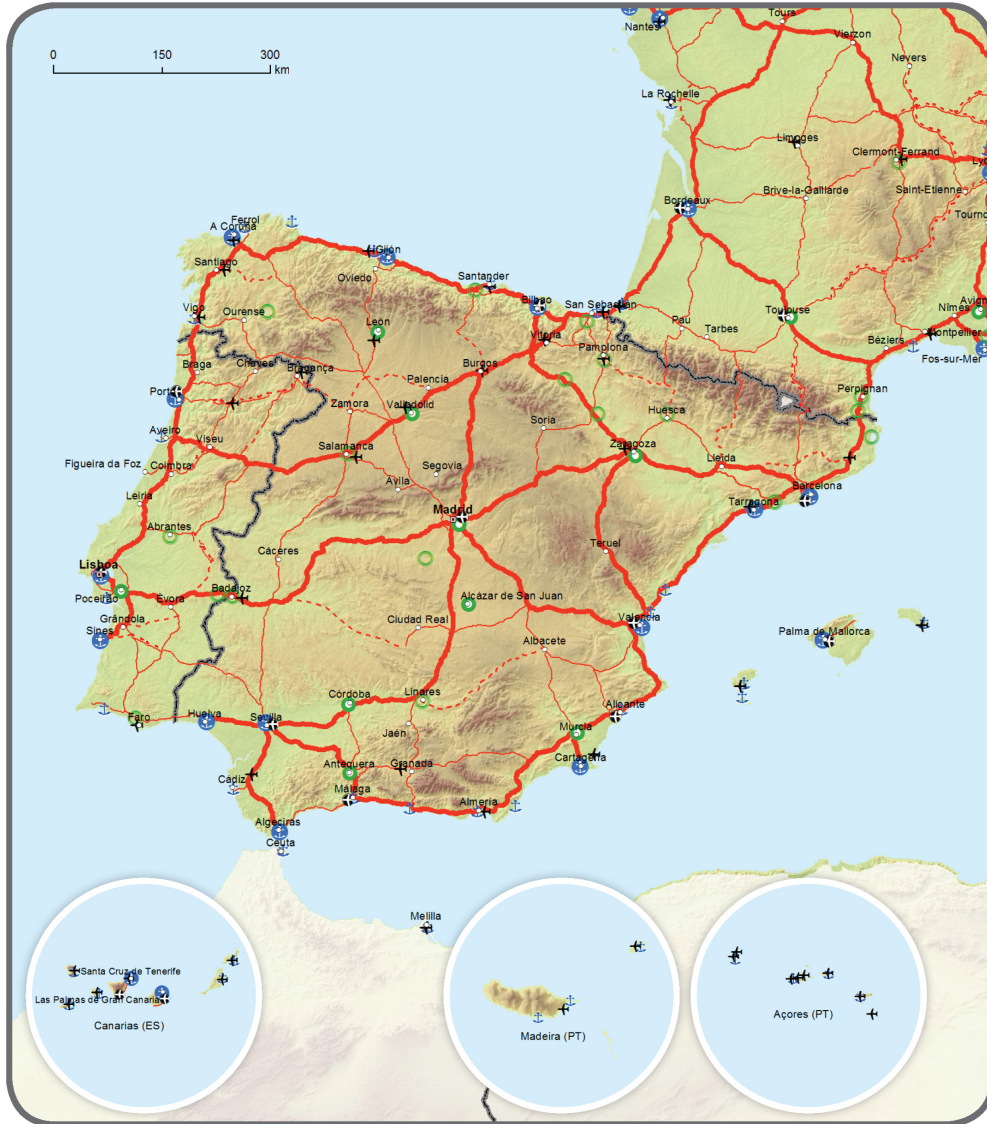 Tours
Nantes
Vierzon
Nevers
0 150 300
km
La Rochelle
Limoges
Clermont-Ferrand
Lyo
Saint-Etienne
Brive-la-Gaillarde
Bordeaux
Tourno
Ferrol
A Coruña
Gijón
Santiago
Oviedo
Santander
Bilbao
San Sebastian
Toulouse
Nîmes
Avign
Vigo
Ourense
León
Vitoria
Pau
Tarbes
Montpellier
Béziers
Fos-sur-Mer
Pamplona
Braga
Chaves
Bragança
Burgos
Palencia
Perpignan
Porto
Zamora
Valladolid
Soria
Huesca
Aveiro
Viseu
Salamanca
Zaragoza
Figueira da Foz
Coimbra
Segovia
Lleida
Ávila
Barcelona
Leiria
Tarragona
Madrid
Abrantes
Teruel
Cáceres
Lisboa
Badajoz
Poceirão
Évora
Alcázar de San Juan
Grândola
Ciudad Real
Valencia
Sines
Albacete
Palma de Mallorca
Córdoba
Linares
Alicante
Faro
Huelva
Sevilla
Murcia
Jaén
Cartagena
Antequera
Granada
Cádiz
Málaga
Almería
Algeciras
Ceuta
Melilla
Santa Cruz de Tenerife
Las Palmas de Gran Canaria
Canarias (ES)
Madeira (PT)
Açores (PT)